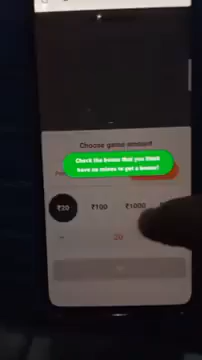 Choose game amount
Check the boxes that you think
have no mines to get a bonus!
₹20
₹100
₹1000
20